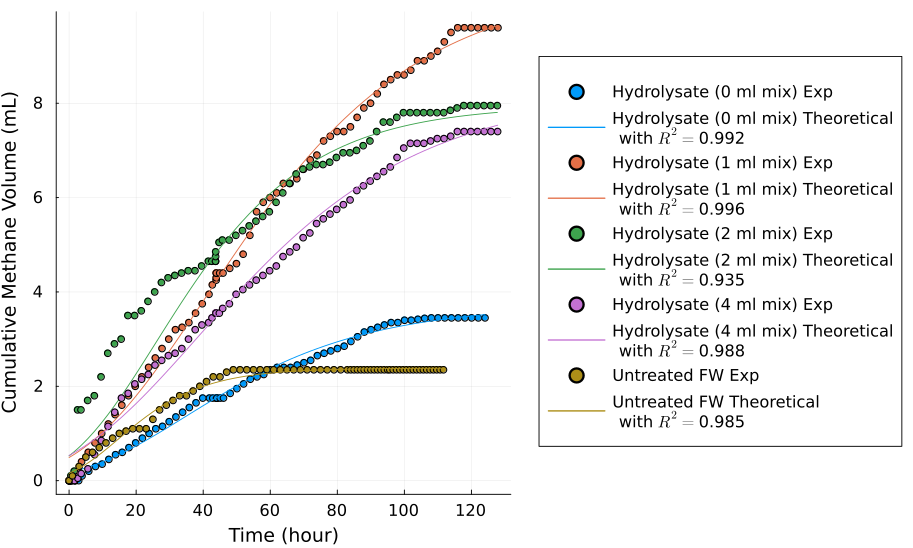 Cumulative Methane Volume (mL)
8
6
4
2
0
0 20 40 60 80 100 120
Time (hour)
Hydrolysate (0 ml mix) Exp
Hydrolysate (0 ml mix) Theoretical
with R² = 0.992
Hydrolysate (1 ml mix) Exp
Hydrolysate (1 ml mix) Theoretical
with R² = 0.996
Hydrolysate (2 ml mix) Exp
Hydrolysate (2 ml mix) Theoretical
with R² = 0.935
Hydrolysate (4 ml mix) Exp
Hydrolysate (4 ml mix) Theoretical
with R² = 0.988
Untreated FW Exp
Untreated FW Theoretical
with R² = 0.985